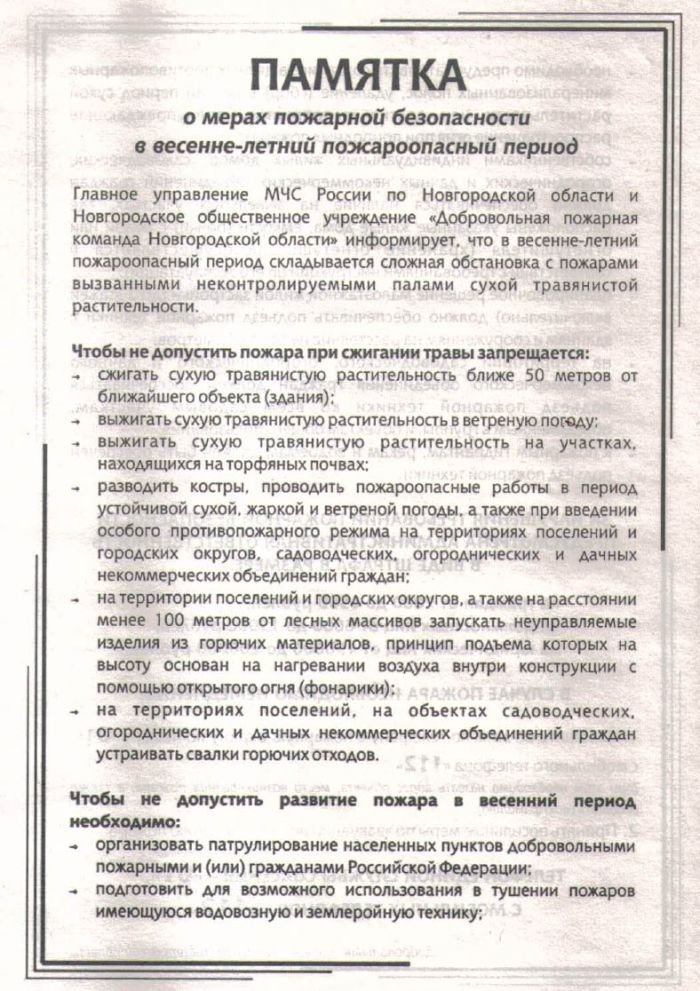 ПАМЯТКА
о мерах пожарной безопасности
в весенне-летний пожароопасный период
Главное управление МЧС России по Новгородской области и
Новгородское общественное учреждение «Добровольная пожарная
команда Новгородской области» информирует, что в весенне-летний
пожароопасный период складывается сложная обстановка с пожарами
вызванными неконтролируемыми палами сухой травянистой
растительности.
Чтобы не допустить пожара при сжигании травы запрещается:
→ сжигать сухую травянистую растительность ближе 50 метров от
ближайшего объекта (здания);
→ выжигать сухую травянистую растительность в ветреную погоду;
→ выжигать сухую травянистую растительность на участках,
находящихся на торфяных почвах;
→ разводить костры, проводить пожароопасные работы в период
устойчивой сухой, жаркой и ветреной погоды, а также при введении
особого противопожарного режима на территориях поселений и
городских округов, садоводческих, огороднических и дачных
некоммерческих объединений граждан;
→ на территории поселений и городских округов, а также на расстоянии
менее 100 метров от лесных массивов запускать неуправляемые
изделия из горючих материалов, принцип подъема которых на
высоту основан на нагревании воздуха внутри конструкции с
помощью открытого огня (фонарики);
→ на территориях поселений, на объектах садоводческих,
огороднических и дачных некоммерческих объединений граждан
устраивать свалки горючих отходов.
Чтобы не допустить развитие пожара в весенний период
необходимо:
→ организовать патрулирование населенных пунктов добровольными
пожарными и (или) гражданами Российской Федерации;
→ подготовить для возможного использования в тушении пожаров
имеющуюся водовозную и землеройную технику;